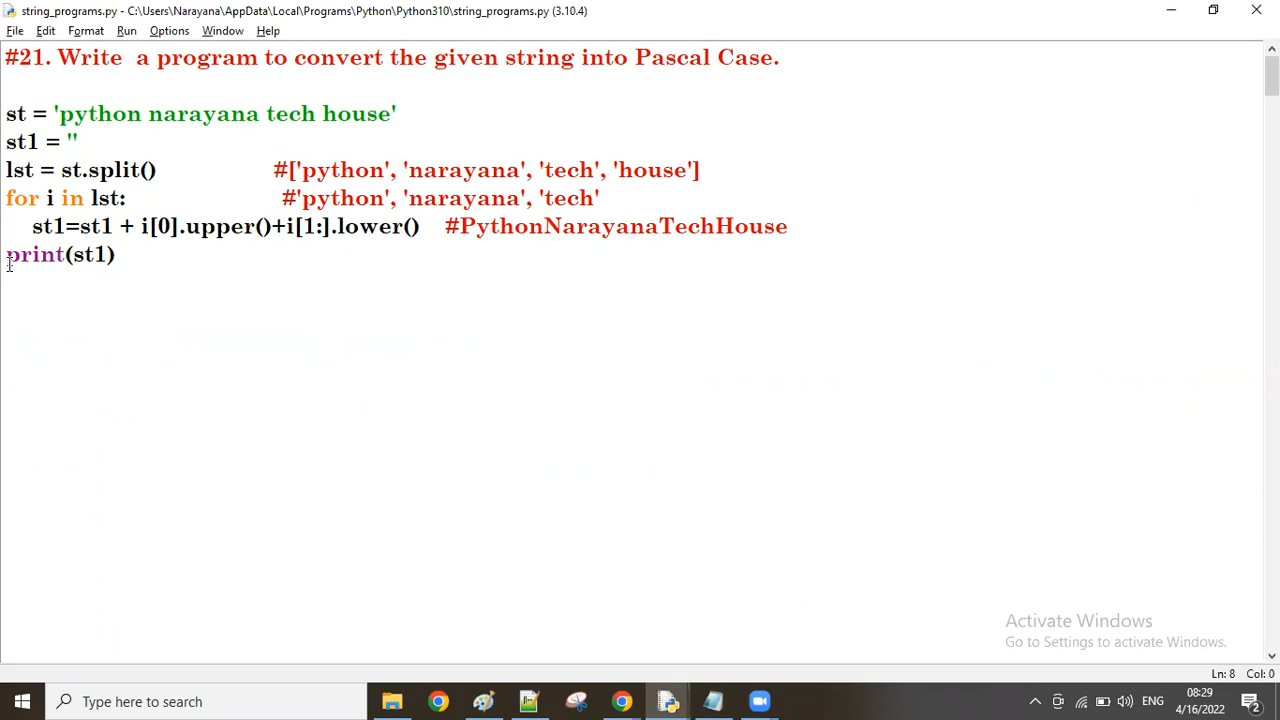 string_programs.py - C:\Users\Narayana\AppData\Local\Programs\Python\Python310\string_programs.py (3.10.4)
File Edit Format Run Options Window Help
#21. Write  a program to convert the given string into Pascal Case.
st = 'python narayana tech house'
st1 = ''
lst = st.split()                #['python', 'narayana', 'tech', 'house']
for i in lst:                   #'python', 'narayana', 'tech'
    st1=st1 + i[0].upper()+i[1:].lower()   #PythonNarayanaTechHouse
print(st1)
Activate Windows
Go to Settings to activate Windows.
Ln: 8 Col: 0
Type here to search
ENG
08:29
4/16/2022
2